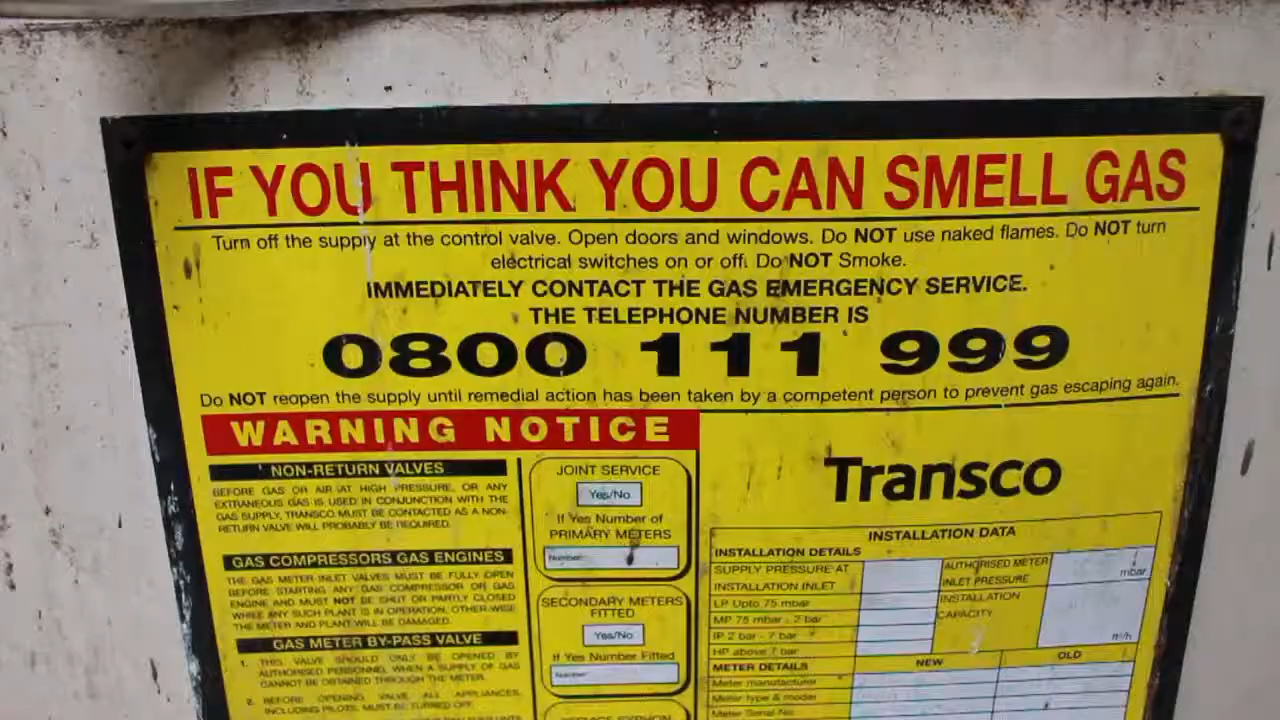 IF YOU THINK YOU CAN SMELL GAS
Turn off the supply at the control valve. Open doors and windows. Do NOT use naked flames. Do NOT turn
electrical switches on or off. Do NOT Smoke.
IMMEDIATELY CONTACT THE GAS EMERGENCY SERVICE.
THE TELEPHONE NUMBER IS
0800 111 999
Do NOT reopen the supply until remedial action has been taken by a competent person to prevent gas escaping again.
WARNING NOTICE
NON-RETURN VALVES
BEFORE GAS OR AIR AT HIGH PRESSURE, OR ANY
EXTRANEOUS GAS IS USED IN CONJUNCTION WITH THE
GAS SUPPLY, TRANSCO MUST BE CONTACTED AS A NON-
RETURN VALVE WILL PROBABLY BE REQUIRED.
GAS COMPRESSORS GAS ENGINES
THE GAS METER INLET VALVES MUST BE FULLY OPEN
BEFORE STARTING ANY GAS COMPRESSOR OR GAS
ENGINE AND MUST NOT BE SHUT OR PARTLY CLOSED
WHILE ANY SUCH PLANT IS IN OPERATION, OTHERWISE
THE METER AND PLANT WILL BE DAMAGED.
GAS METER BY-PASS VALVE
1. THIS VALVE SHOULD ONLY BE OPENED BY
AUTHORISED PERSONNEL WHEN A SUPPLY OF GAS
CANNOT BE OBTAINED THROUGH THE METER.
2. BEFORE OPENING VALVE ALL APPLIANCES,
INCLUDING PILOTS, MUST BE TURNED OFF.
JOINT SERVICE
Yes/No
If Yes Number of
PRIMARY METERS
Number
SECONDARY METERS
FITTED
Yes/No
If Yes Number Fitted
Number
Transco
INSTALLATION DATA
INSTALLATION DETAILS
SUPPLY PRESSURE AT
INSTALLATION INLET
LP Upto 75 mbar
MP 75 mbar - 2 bar
IP 2 bar - 7 bar
HP above 7 bar
AUTHORISED METER
INLET PRESSURE
mbar
INSTALLATION
CAPACITY
ft³/h
METER DETAILS
NEW
OLD
Meter manufacturer
Meter type & model
Meter Serial No